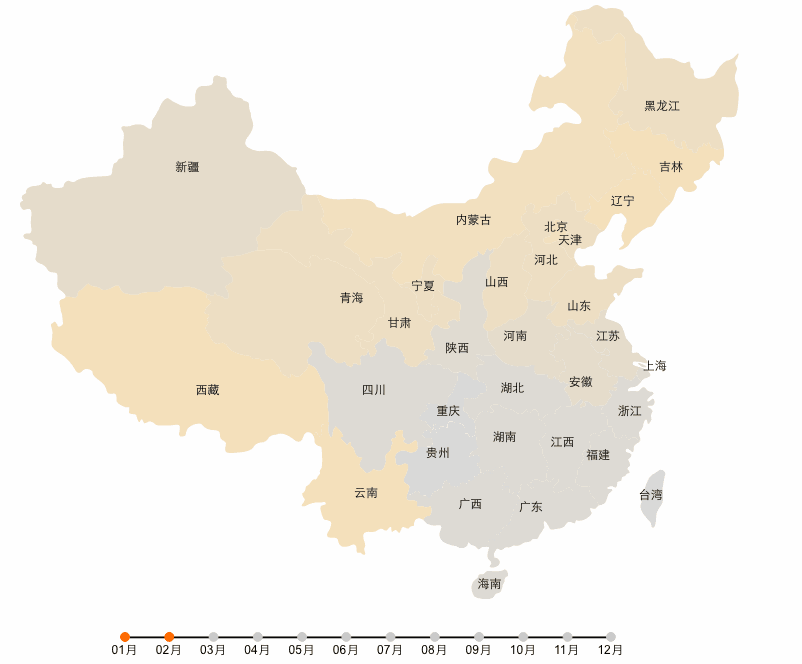 黑龙江
新疆
吉林
辽宁
内蒙古
北京
天津
河北
山西
宁夏
青海
山东
甘肃
河南
江苏
陕西
上海
安徽
西藏
四川
湖北
重庆
浙江
湖南
江西
贵州
福建
云南
台湾
广西
广东
海南
01月 02月 03月 04月 05月 06月 07月 08月 09月 10月 11月 12月